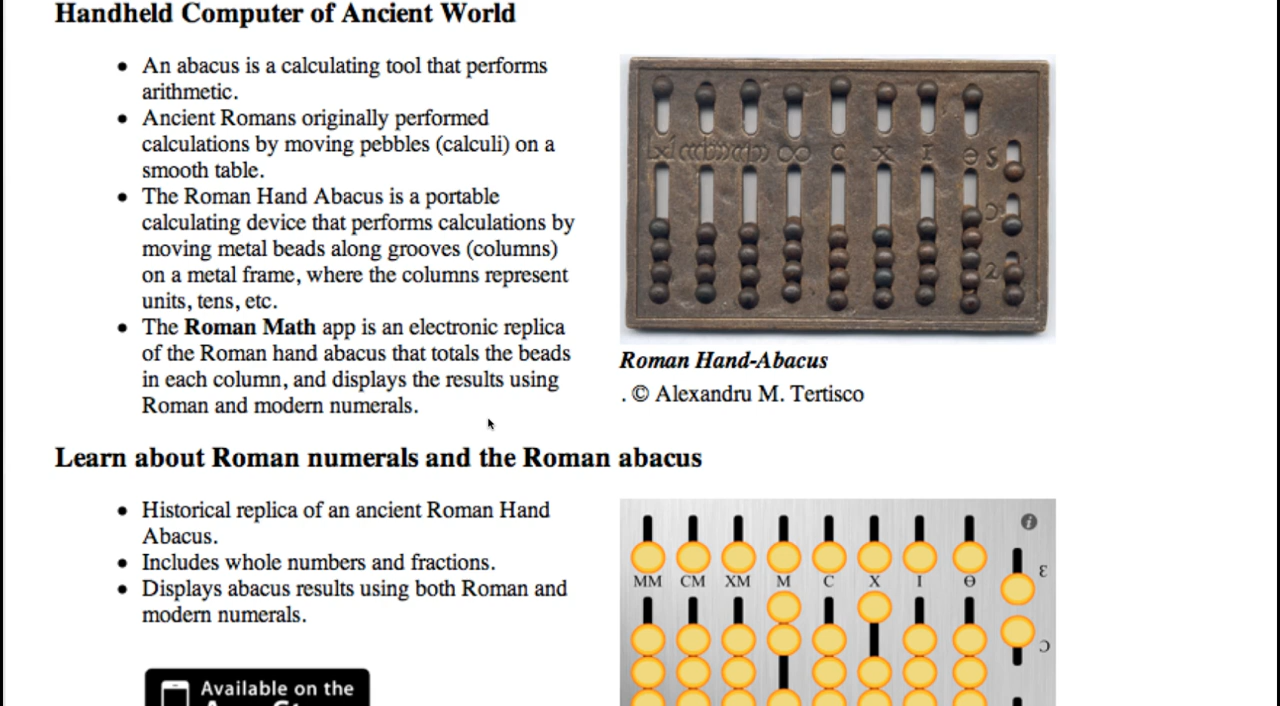 Handheld Computer of Ancient World
An abacus is a calculating tool that performs
arithmetic.
Ancient Romans originally performed
calculations by moving pebbles (calculi) on a
smooth table.
The Roman Hand Abacus is a portable
calculating device that performs calculations by
moving metal beads along grooves (columns)
on a metal frame, where the columns represent
units, tens, etc.
The Roman Math app is an electronic replica
of the Roman hand abacus that totals the beads
in each column, and displays the results using
Roman and modern numerals.
C X I
Roman Hand-Abacus
. © Alexandru M. Tertisco
Learn about Roman numerals and the Roman abacus
Historical replica of an ancient Roman Hand
Abacus.
Includes whole numbers and fractions.
Displays abacus results using both Roman and
modern numerals.
i
MM CM XM M C X I Ɵ
Ɛ
Ɔ
Available on the